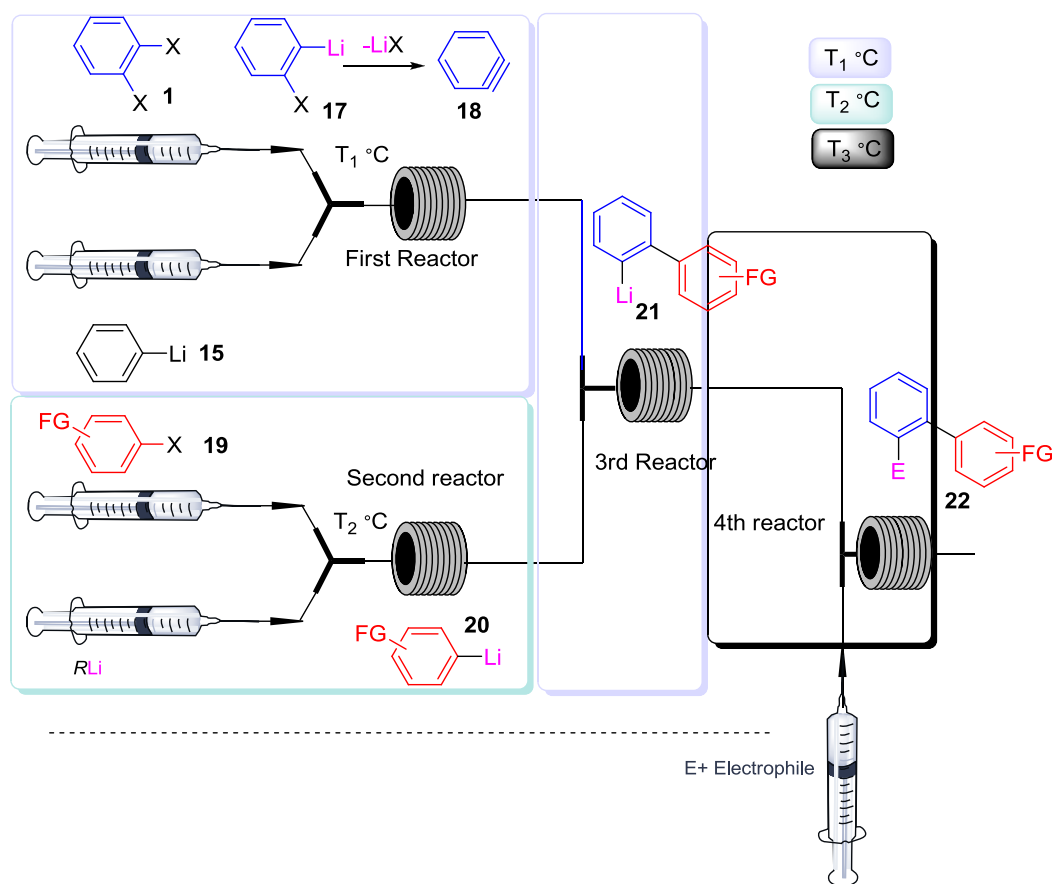 X
X
1
Li
X
17
-LiX
18
T1 °C
T2 °C
T3 °C
T1 °C
First Reactor
Li
15
Li
21
FG
FG
X
19
Second reactor
T2 °C
3rd Reactor
4th reactor
E
FG
22
RLi
FG
20
Li
E+ Electrophile